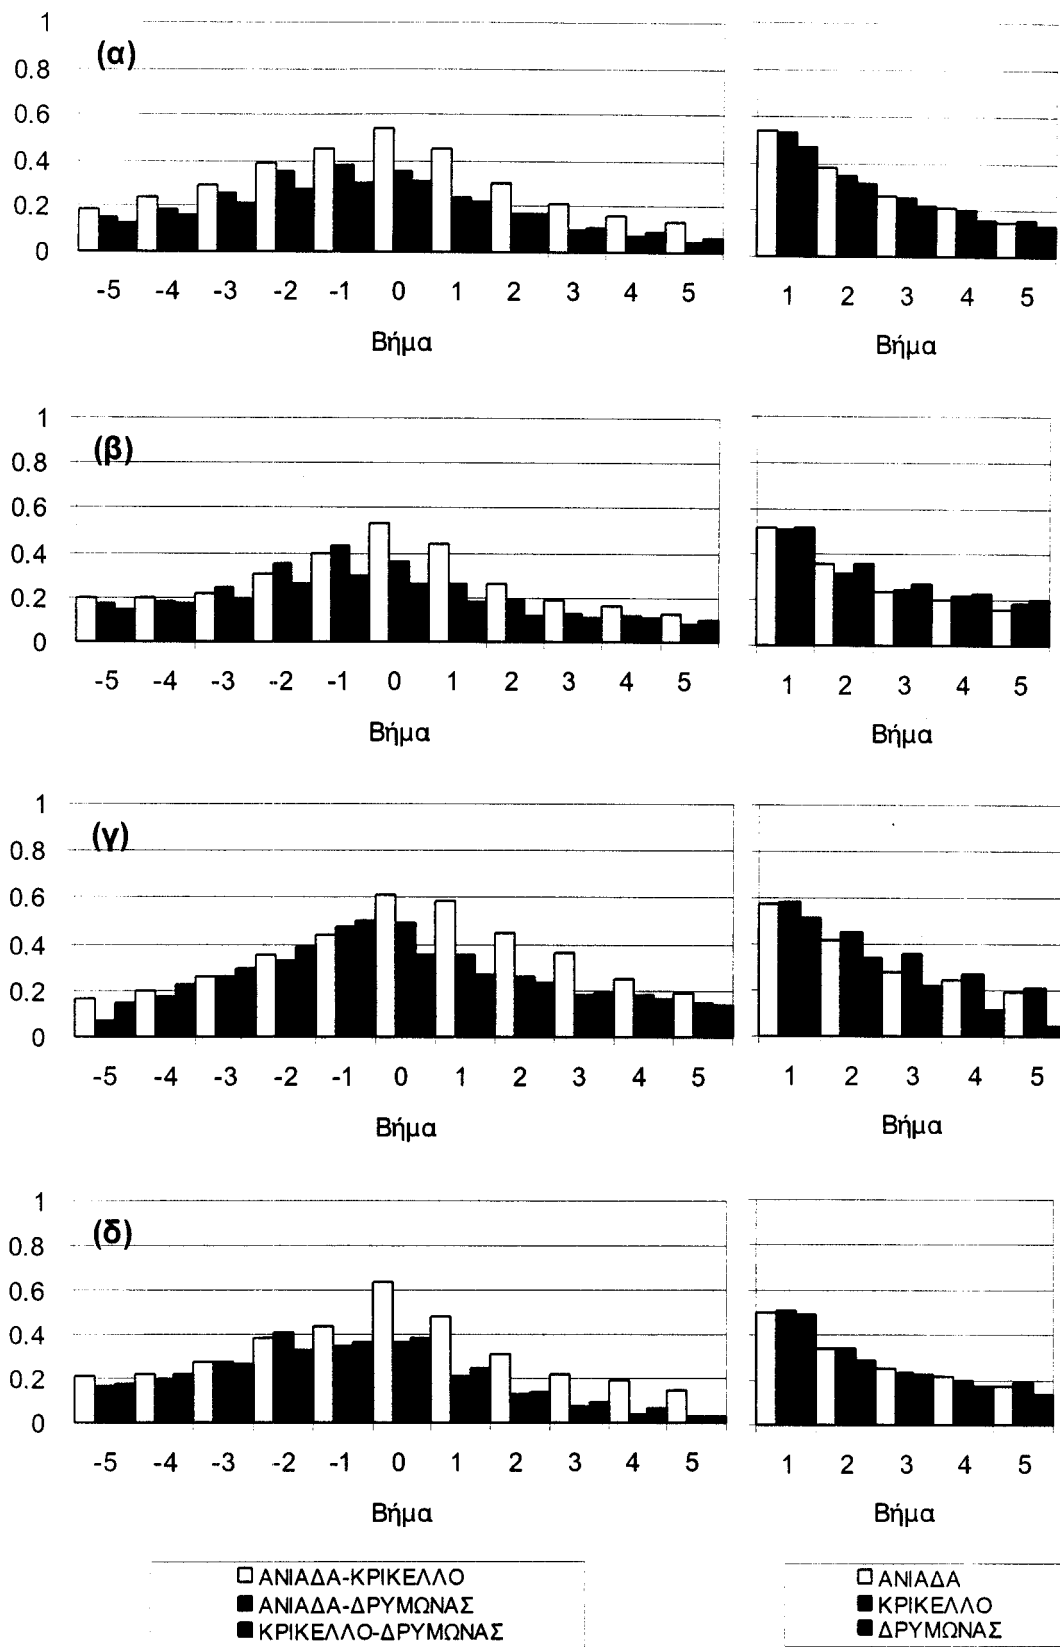 (α)
1
0.8
0.6
0.4
0.2
0
-5 -4 -3 -2 -1 0 1 2 3 4 5
Βήμα
1 2 3 4 5
Βήμα
(β)
1
0.8
0.6
0.4
0.2
0
-5 -4 -3 -2 -1 0 1 2 3 4 5
Βήμα
1 2 3 4 5
Βήμα
(γ)
1
0.8
0.6
0.4
0.2
0
-5 -4 -3 -2 -1 0 1 2 3 4 5
Βήμα
1 2 3 4 5
Βήμα
(δ)
1
0.8
0.6
0.4
0.2
0
-5 -4 -3 -2 -1 0 1 2 3 4 5
Βήμα
1 2 3 4 5
Βήμα
ΑΝΙΑΔΑ-ΚΡΙΚΕΛΛΟ
ΑΝΙΑΔΑ-ΔΡΥΜΩΝΑΣ
ΚΡΙΚΕΛΛΟ-ΔΡΥΜΩΝΑΣ
ΑΝΙΑΔΑ
ΚΡΙΚΕΛΛΟ
ΔΡΥΜΩΝΑΣ